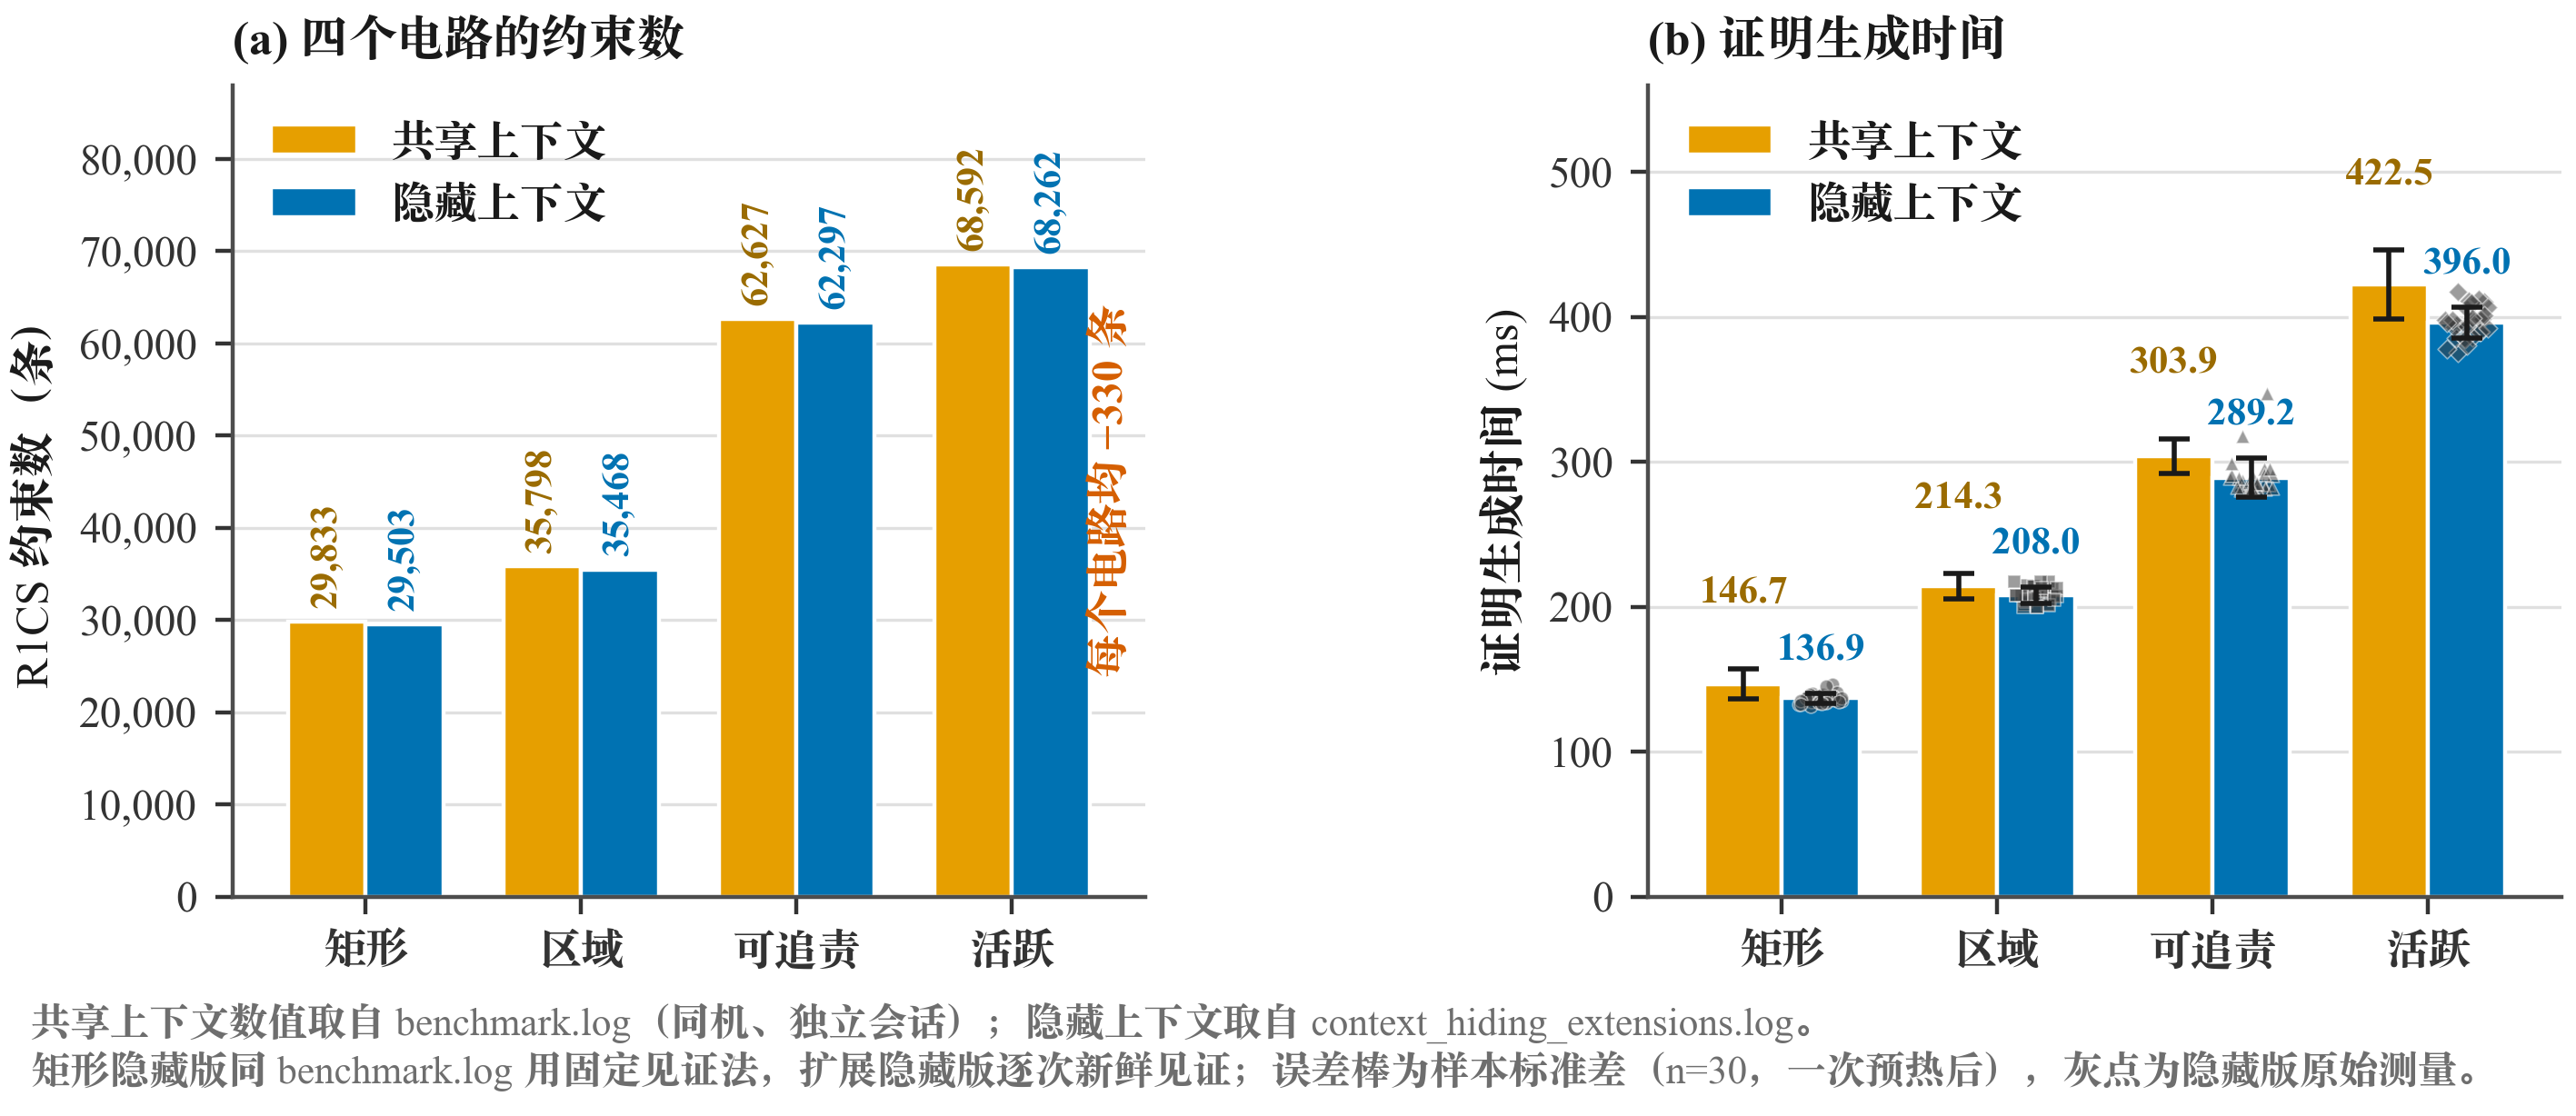 (a) 四个电路的约束数
共享上下文
隐藏上下文
R1CS 约束数（条）
80,000
70,000
60,000
50,000
40,000
30,000
20,000
10,000
0
29,833
29,503
35,798
35,468
62,627
62,297
68,592
68,262
每个电路均 −330 条
矩形
区域
可追责
活跃
(b) 证明生成时间
共享上下文
隐藏上下文
证明生成时间 (ms)
500
400
300
200
100
0
146.7
136.9
214.3
208.0
303.9
289.2
422.5
396.0
矩形
区域
可追责
活跃
共享上下文数值取自 benchmark.log（同机、独立会话）；隐藏上下文取自 context_hiding_extensions.log。
矩形隐藏版同 benchmark.log 用固定见证法，扩展隐藏版逐次新鲜见证；误差棒为样本标准差（n=30，一次预热后），灰点为隐藏版原始测量。